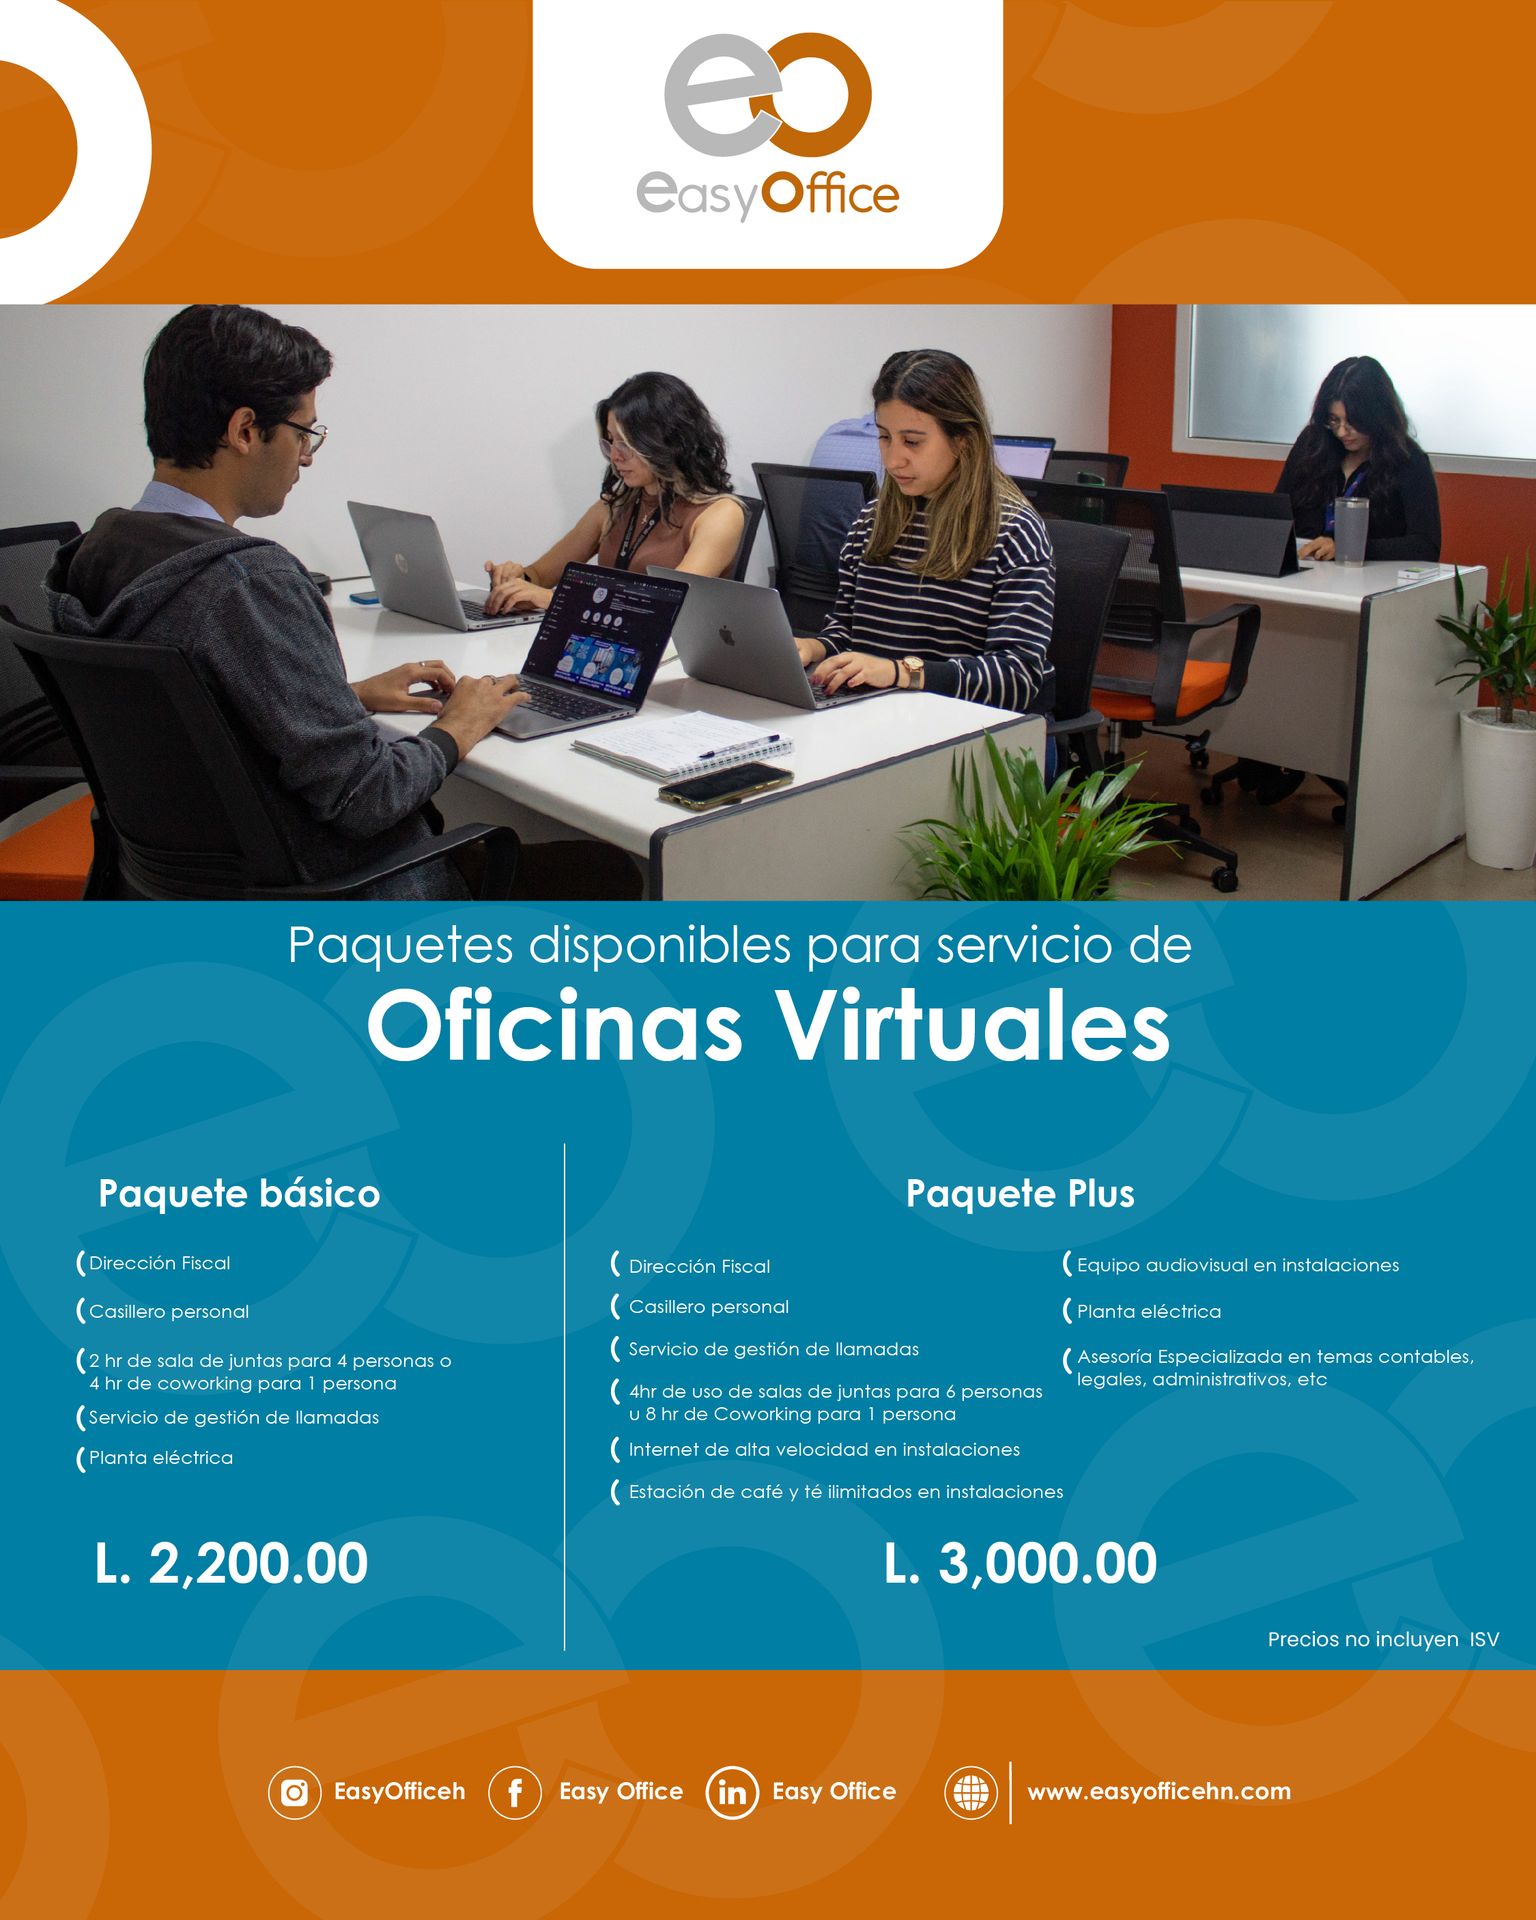 eo
easyOffice
Paquetes disponibles para servicio de
Oficinas Virtuales
Paquete básico
Dirección Fiscal
Casillero personal
2 hr de sala de juntas para 4 personas o
4 hr de coworking para 1 persona
Servicio de gestión de llamadas
Planta eléctrica
L. 2,200.00
Paquete Plus
Dirección Fiscal
Casillero personal
Servicio de gestión de llamadas
4hr de uso de salas de juntas para 6 personas
u 8 hr de Coworking para 1 persona
Internet de alta velocidad en instalaciones
Estación de café y té ilimitados en instalaciones
Equipo audiovisual en instalaciones
Planta eléctrica
Asesoría Especializada en temas contables,
legales, administrativos, etc
L. 3,000.00
Precios no incluyen ISV
EasyOfficeh
Easy Office
Easy Office
www.easyofficehn.com